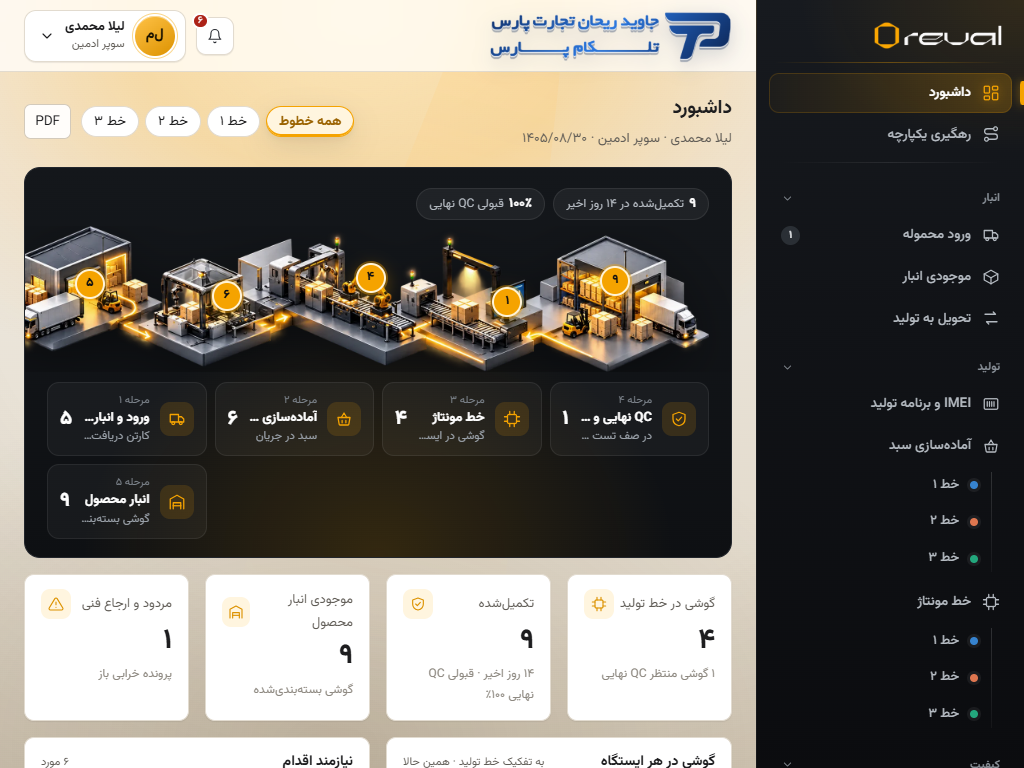 reval
داشبورد
رهگیری یکپارچه
انبار
ورود محموله
۱
موجودی انبار
تحویل به تولید
تولید
IMEI و برنامه تولید
آماده‌سازی سبد
خط ۱
خط ۲
خط ۳
خط مونتاژ
خط ۱
خط ۲
خط ۳
کیفیت
جاوید ریحان تجارت پارس
تلــکام پــارس
۶
لیلا محمدی
سوپر ادمین
ل‌م
داشبورد
لیلا محمدی · سوپر ادمین · ۱۴۰۵/۰۸/۳۰
همه خطوط
خط ۱
خط ۲
خط ۳
PDF
۹ تکمیل‌شده در ۱۴ روز اخیر
۱۰۰٪ قبولی QC نهایی
۹
۱
۴
۶
۵
مرحله ۴
QC نهایی و ...
در صف تست ...
۱
مرحله ۳
خط مونتاژ
گوشی در ایس...
۴
مرحله ۲
آماده‌سازی ...
سبد در جریان
۶
مرحله ۱
ورود و انبار...
کارتن دریافت...
۵
مرحله ۵
انبار محصول
گوشی بسته‌بن...
۹
گوشی در خط تولید
۴
۱ گوشی منتظر QC نهایی
تکمیل‌شده
۹
۱۴ روز اخیر · قبولی QC
نهایی ۱۰۰٪
موجودی انبار
محصول
۹
گوشی بسته‌بندی‌شده
مردود و ارجاع فنی
۱
پرونده خرابی باز
گوشی در هر ایستگاه
به تفکیک خط تولید · همین حالا
نیازمند اقدام
۶ مورد